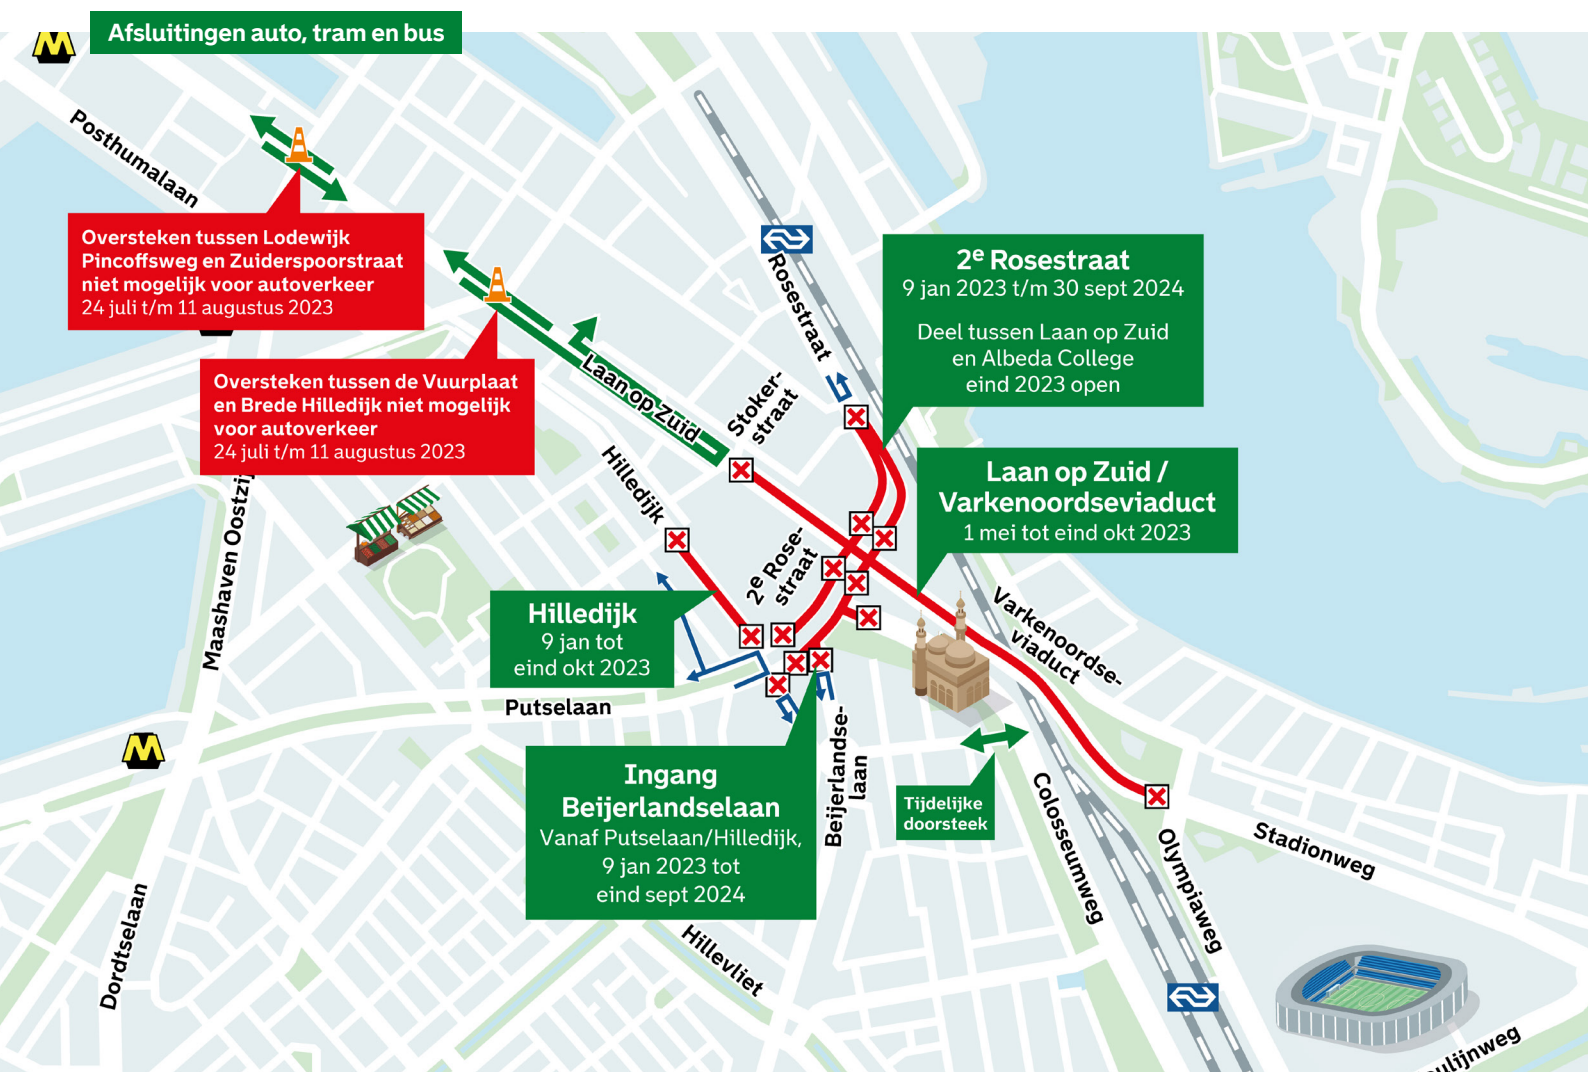 Afsluitingen auto, tram en bus
Posthumalaan
Oversteken tussen Lodewijk
Pincoffsweg en Zuiderspoorstraat
niet mogelijk voor autoverkeer
24 juli t/m 11 augustus 2023
Oversteken tussen de Vuurplaat
en Brede Hilledijk niet mogelijk
voor autoverkeer
24 juli t/m 11 augustus 2023
Rosestraat
2e Rosestraat
9 jan 2023 t/m 30 sept 2024
Deel tussen Laan op Zuid
en Albeda College
eind 2023 open
Laan op Zuid
Stoker-
straat
Hilledijk
Laan op Zuid /
Varkenoordseviaduct
1 mei tot eind okt 2023
Maashaven Oostzij
2e Rose-
straat
Hilledijk
9 jan tot
eind okt 2023
Varkenoordse-
viaduct
Putselaan
Ingang
Beijerlandselaan
Vanaf Putselaan/Hilledijk,
9 jan 2023 tot
eind sept 2024
Beijerlandse-
laan
Tijdelijke
doorsteek
Colosseumweg
Olympiaweg
Stadionweg
Dordtselaan
Hillevliet
ulijnweg